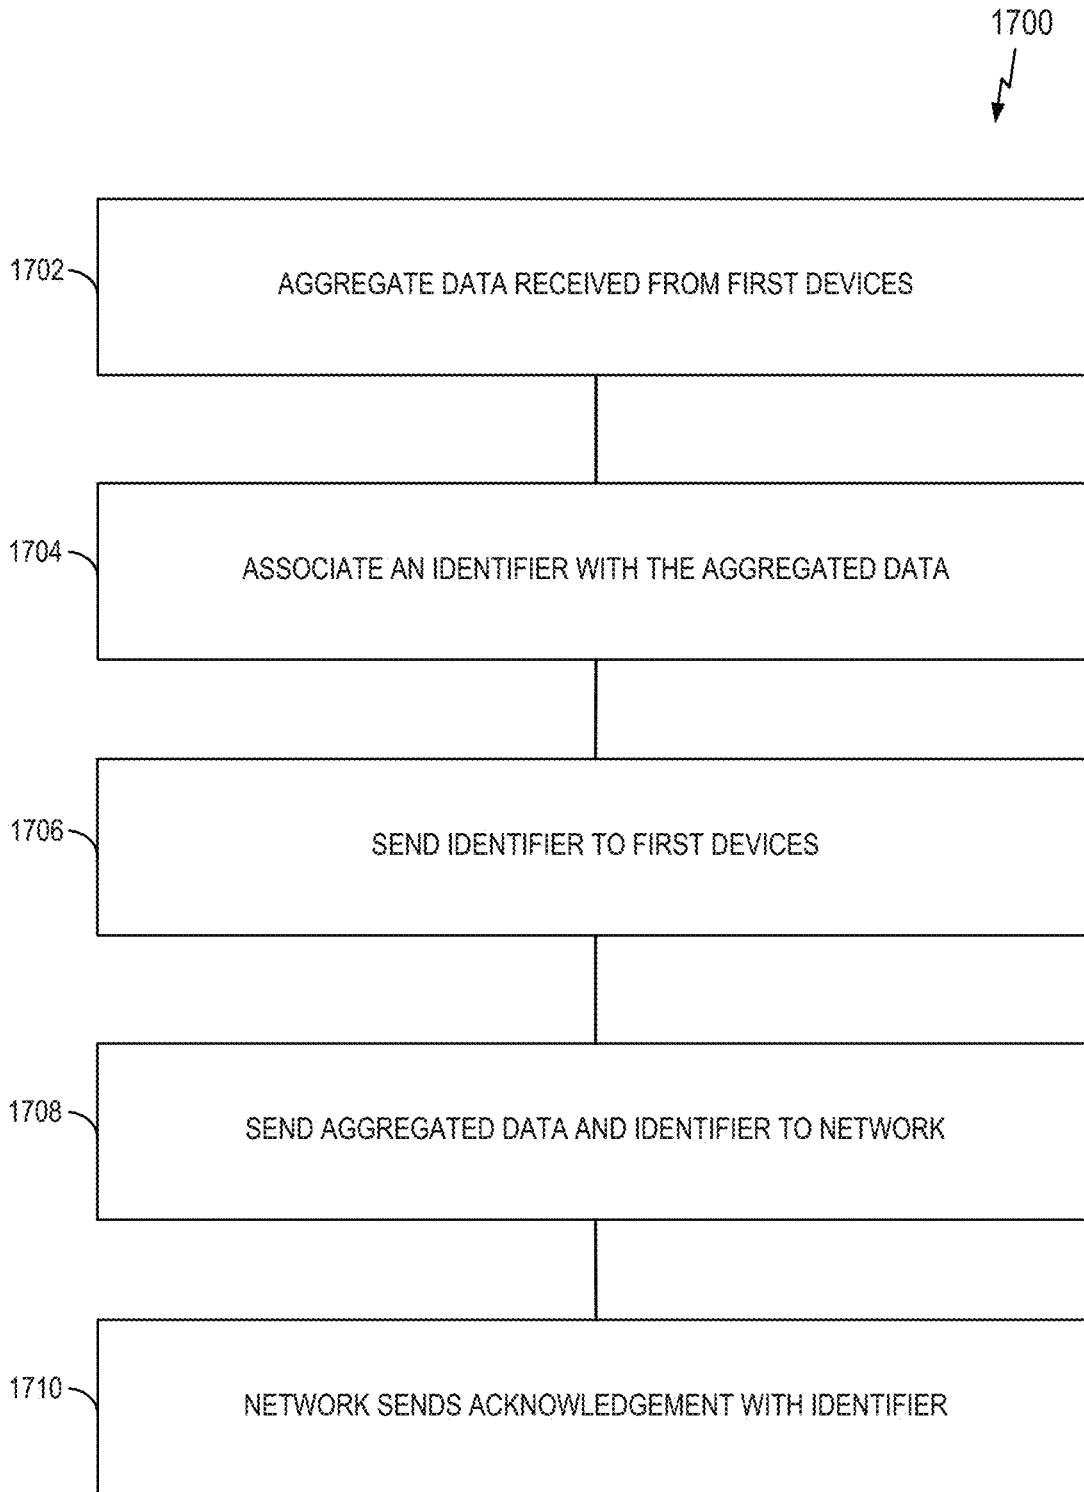 1700
1702
AGGREGATE DATA RECEIVED FROM FIRST DEVICES
1704
ASSOCIATE AN IDENTIFIER WITH THE AGGREGATED DATA
1706
SEND IDENTIFIER TO FIRST DEVICES
1708
SEND AGGREGATED DATA AND IDENTIFIER TO NETWORK
1710
NETWORK SENDS ACKNOWLEDGEMENT WITH IDENTIFIER